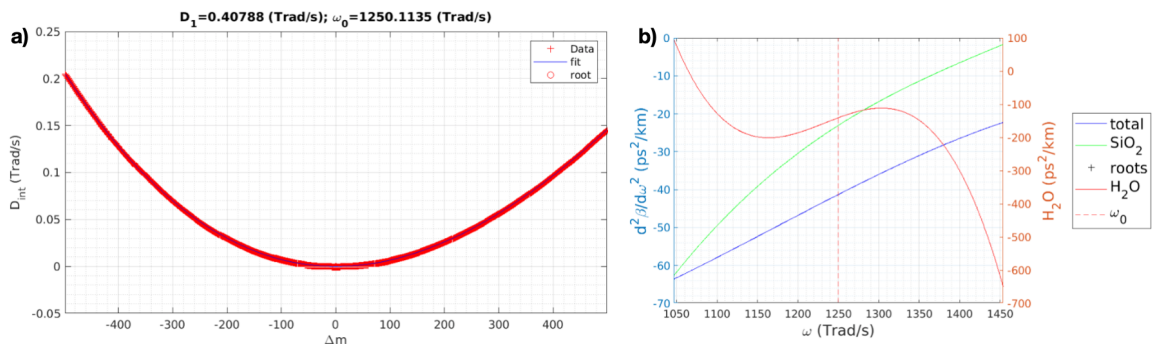 a)
D₁=0.40788 (Trad/s); ω₀=1250.1135 (Trad/s)
0.25
0.2
0.15
0.1
0.05
0
-0.05
D_int (Trad/s)
-400
-300
-200
-100
0
100
200
300
400
Δm
Data
fit
root
b)
0
-10
-20
-30
-40
-50
-60
-70
d²β/dω² (ps²/km)
1050
1100
1150
1200
1250
1300
1350
1400
1450
ω (Trad/s)
100
0
-100
-200
-300
-400
-500
-600
-700
H₂O (ps²/km)
total
SiO₂
roots
H₂O
ω₀